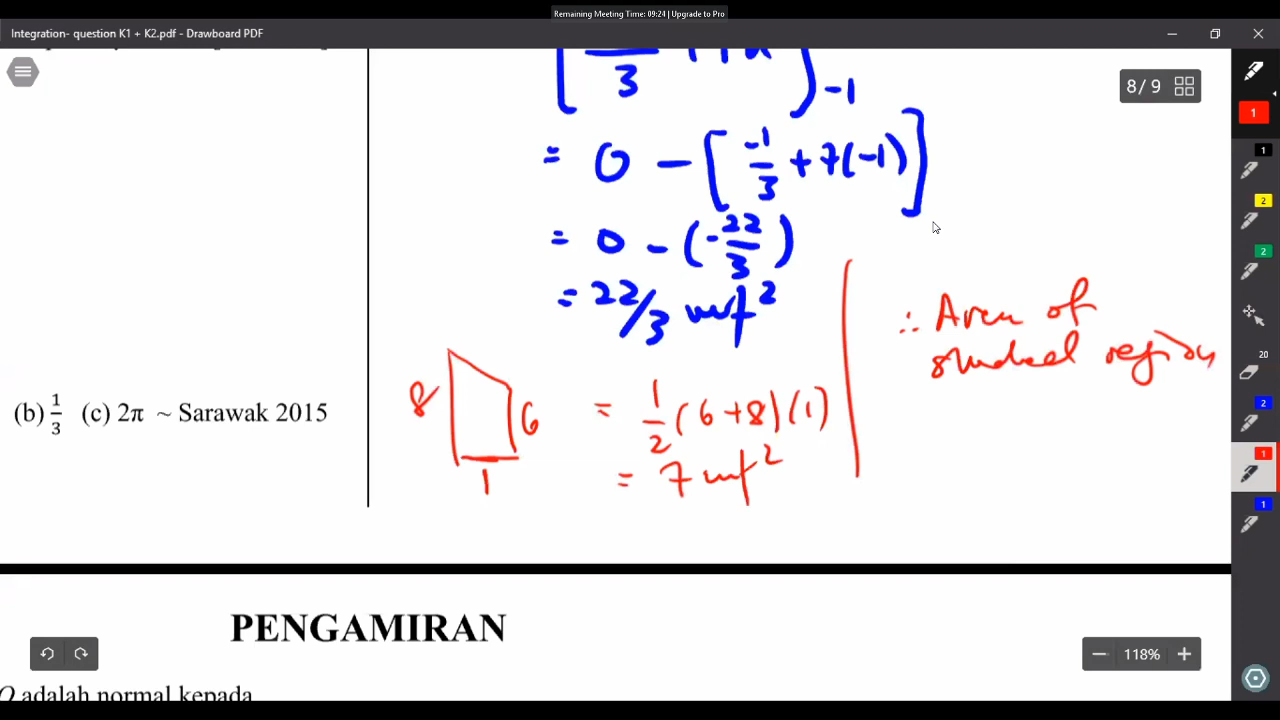 Remaining Meeting Time: 09:24 | Upgrade to Pro
Integration- question K1 + K2.pdf - Drawboard PDF
8 / 9
3
-1
= 0 - [ -1/3 + 7(-1) ]
= 0 - ( -22/3 )
= 22/3 unit²
∴ Area of
shaded region
8
6
1
= 1/2 (6+8)(1)
= 7 unit²
(b) 1/3 (c) 2π ~ Sarawak 2015
PENGAMIRAN
Q adalah normal kepada
118%
1
1
2
2
20
2
1
1